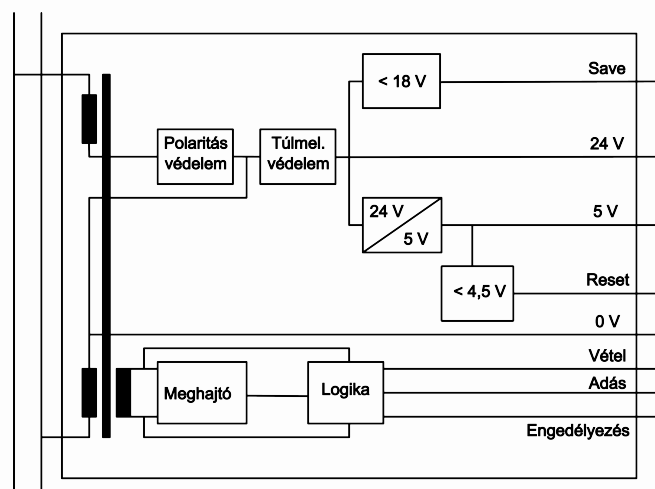 Save
< 18 V
Polaritás
védelem
Túlmel.
védelem
24 V
24 V
5 V
5 V
< 4,5 V
Reset
0 V
Vétel
Meghajtó
Logika
Adás
Engedélyezés